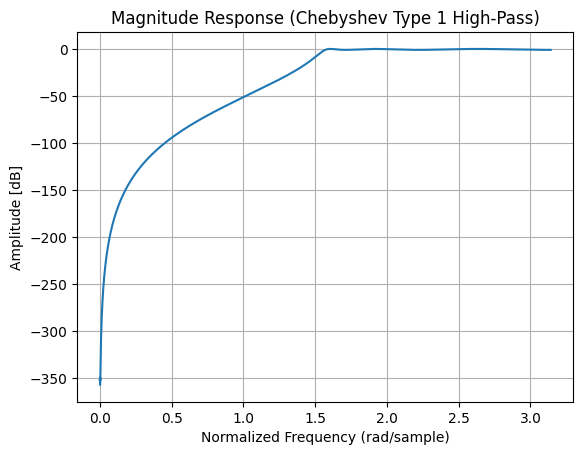 Magnitude Response (Chebyshev Type 1 High-Pass)
0
−50
−100
−150
−200
−250
−300
−350
Amplitude [dB]
0.0 0.5 1.0 1.5 2.0 2.5 3.0
Normalized Frequency (rad/sample)